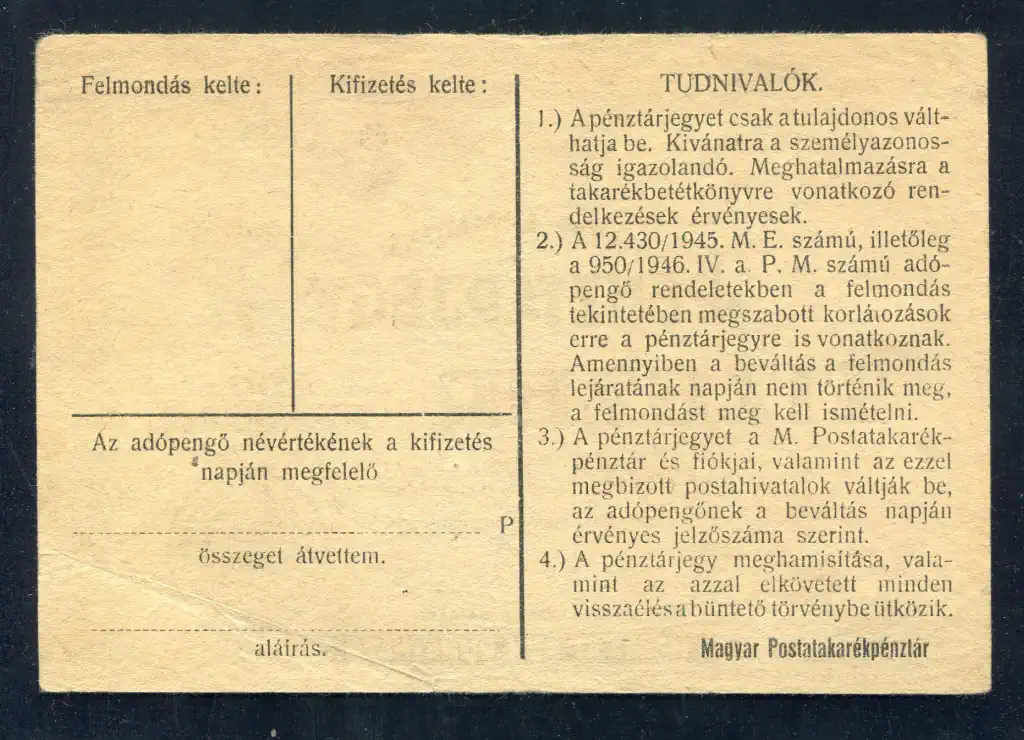 Felmondás kelte:
Kifizetés kelte:
Az adópengő névértékének a kifizetés
napján megfelelő
P
összeget átvettem.
aláírás.
TUDNIVALÓK.
1.) A pénztárjegyet csak a tulajdonos vált-
hatja be. Kivánatra a személyazonos-
ság igazolandó. Meghatalmazásra a
takarékbetétkönyvre vonatkozó ren-
delkezések érvényesek.
2.) A 12.430/1945. M. E. számú, illetőleg
a 950/1946. IV. a. P. M. számú adó-
pengő rendeletekben a felmondás
tekintetében megszabott korlátozások
erre a pénztárjegyre is vonatkoznak.
Amennyiben a beváltás a felmondás
lejáratának napján nem történik meg,
a felmondást meg kell ismételni.
3.) A pénztárjegyet a M. Postatakarék-
pénztár és fiókjai, valamint az ezzel
megbizott postahivatalok váltják be,
az adópengőnek a beváltás napján
érvényes jelzőszáma szerint.
4.) A pénztárjegy meghamisítása, vala-
mint az azzal elkövetett minden
visszaélés a büntető törvénybe ütközik.
Magyar Postatakarékpénztár